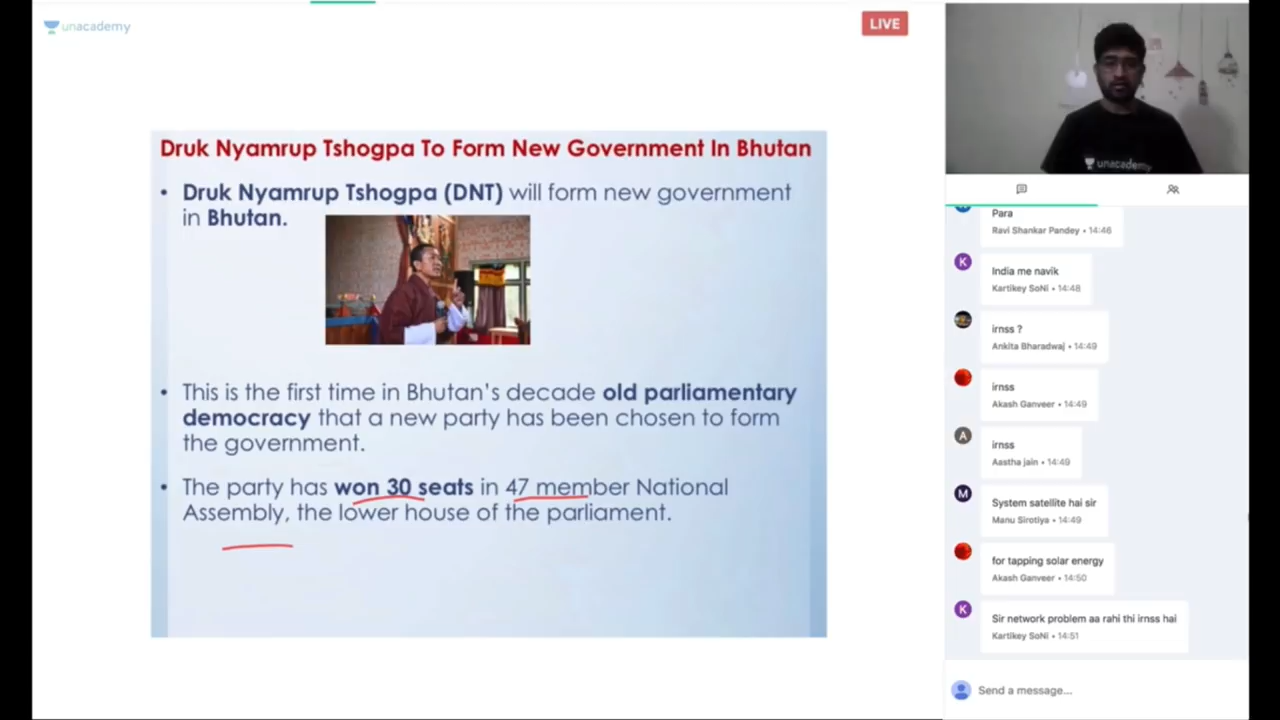 unacademy
LIVE
Druk Nyamrup Tshogpa To Form New Government In Bhutan
• Druk Nyamrup Tshogpa (DNT) will form new government
in Bhutan.
• This is the first time in Bhutan's decade old parliamentary
democracy that a new party has been chosen to form
the government.
• The party has won 30 seats in 47 member National
Assembly, the lower house of the parliament.
unacademy
Para
Ravi Shankar Pandey • 14:46
K
India me navik
Kartikey SoNi • 14:48
irnss ?
Ankita Bharadwaj • 14:49
irnss
Akash Ganveer • 14:49
A
irnss
Aastha jain • 14:49
M
System satellite hai sir
Manu Sirotiya • 14:49
for tapping solar energy
Akash Ganveer • 14:50
K
Sir network problem aa rahi thi irnss hai
Kartikey SoNi • 14:51
Send a message...